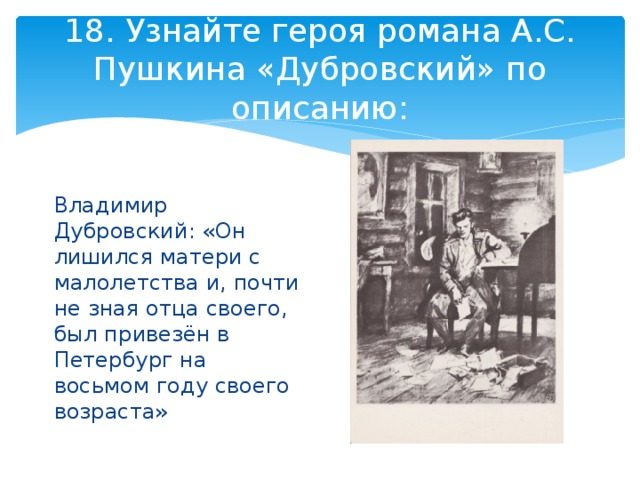 18. Узнайте героя романа А.С.
Пушкина «Дубровский» по
описанию:
Владимир
Дубровский: «Он
лишился матери с
малолетства и, почти
не зная отца своего,
был привезён в
Петербург на
восьмом году своего
возраста»